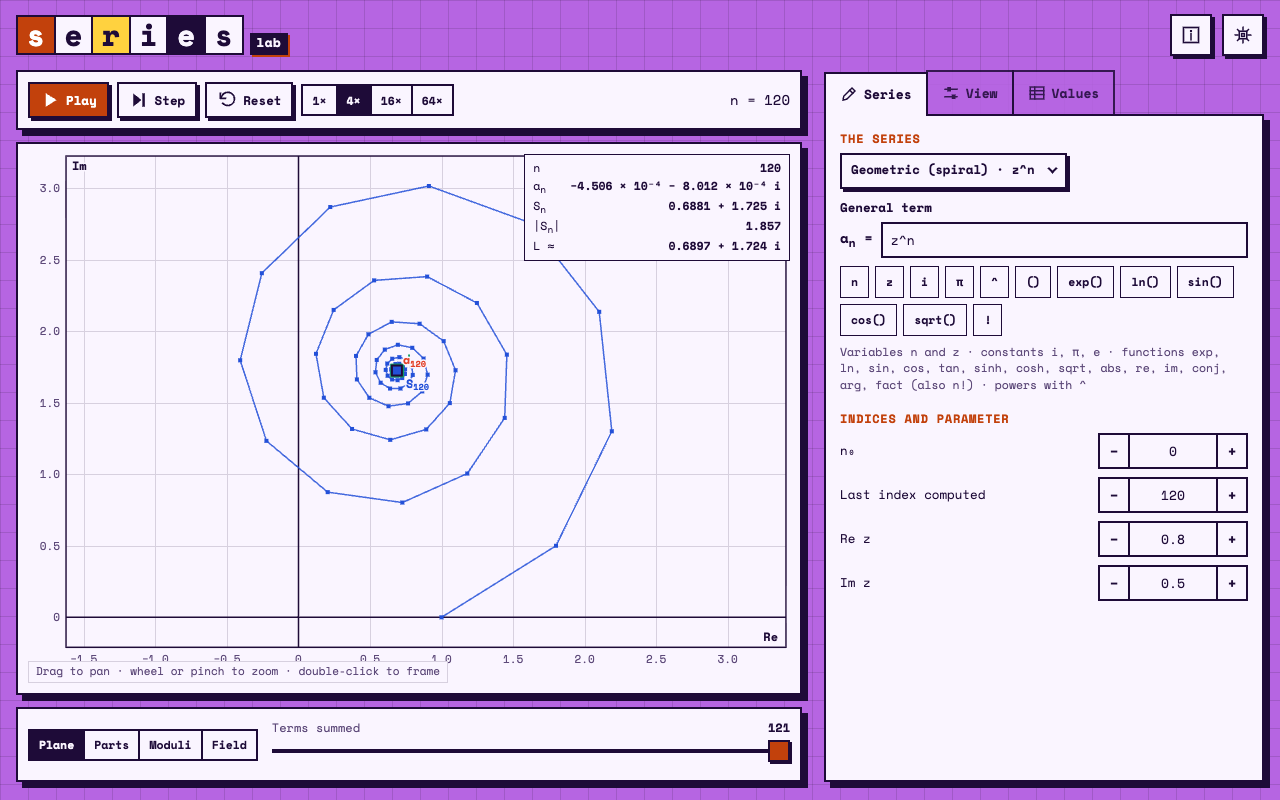 series
lab
Play
Step
Reset
1×
4×
16×
64×
n = 120
Series
View
Values
Im
3.0
2.5
2.0
1.5
1.0
0.5
0
-1.5
-1.0
-0.5
0
0.5
1.0
1.5
2.0
2.5
3.0
Re
n 120
aₙ −4.506 × 10⁻⁴ − 8.012 × 10⁻⁴ i
Sₙ 0.6881 + 1.725 i
|Sₙ| 1.857
L ≈ 0.6897 + 1.724 i
a₁₂₀
S₁₂₀
Drag to pan · wheel or pinch to zoom · double-click to frame
Plane
Parts
Moduli
Field
Terms summed
121
THE SERIES
Geometric (spiral) · z^n
General term
aₙ =
z^n
n
z
i
π
^
()
exp()
ln()
sin()
cos()
sqrt()
!
Variables n and z · constants i, π, e · functions exp,
ln, sin, cos, tan, sinh, cosh, sqrt, abs, re, im, conj,
arg, fact (also n!) · powers with ^
INDICES AND PARAMETER
n₀
−
0
+
Last index computed
−
120
+
Re z
−
0.8
+
Im z
−
0.5
+